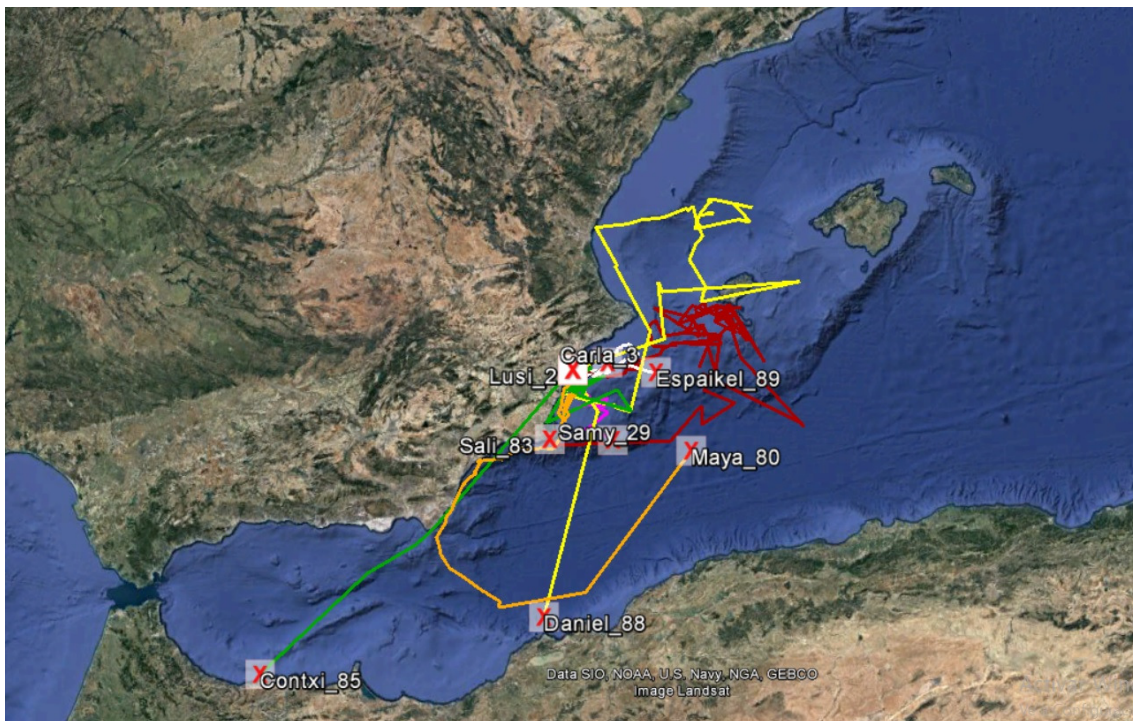 Carla_3
Lusi_2
Espaikel_89
Sali_83
Samy_29
Maya_80
Daniel_88
Contxi_85
Data SIO, NOAA, U.S. Navy, NGA, GEBCO
Image Landsat